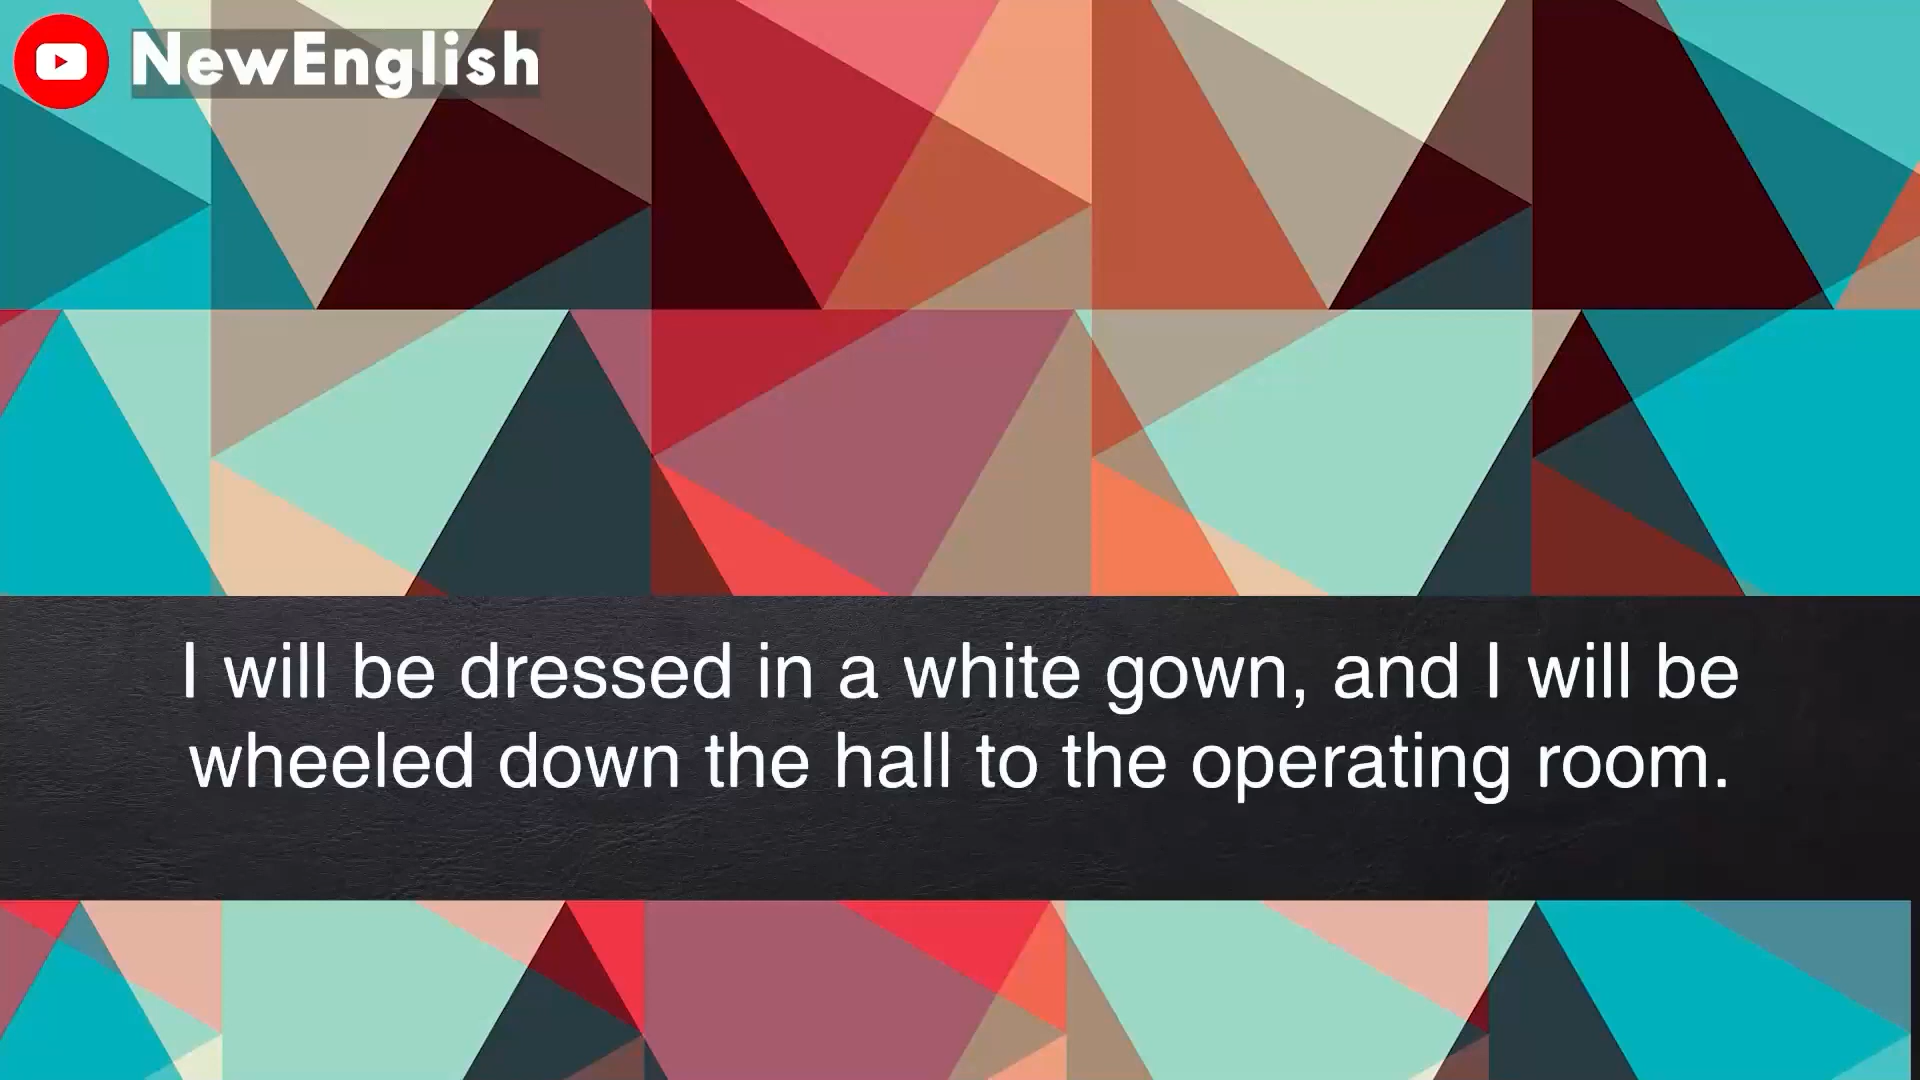 NewEnglish
I will be dressed in a white gown, and I will be
wheeled down the hall to the operating room.